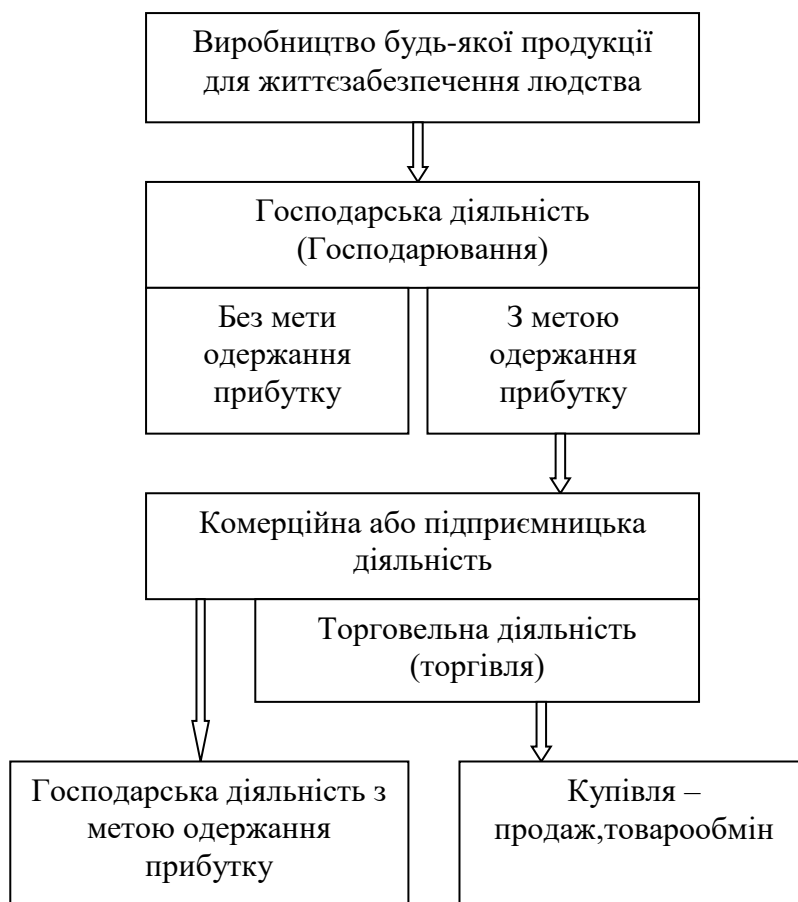 Виробництво будь-якої продукції
для життєзабезпечення людства
Господарська діяльність
(Господарювання)
Без мети
одержання
прибутку
З метою
одержання
прибутку
Комерційна або підприємницька
діяльність
Торговельна діяльність
(торгівля)
Господарська діяльність з
метою одержання
прибутку
Купівля –
продаж,товарообмін